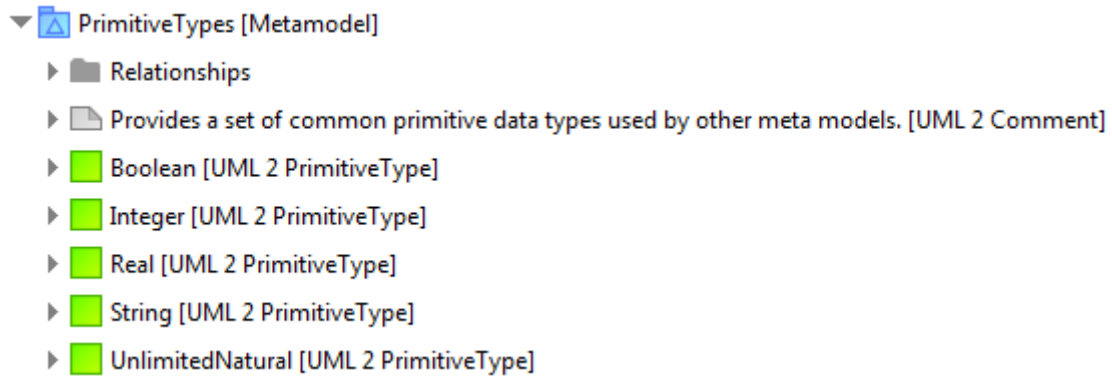 PrimitiveTypes [Metamodel]
Relationships
Provides a set of common primitive data types used by other meta models. [UML 2 Comment]
Boolean [UML 2 PrimitiveType]
Integer [UML 2 PrimitiveType]
Real [UML 2 PrimitiveType]
String [UML 2 PrimitiveType]
UnlimitedNatural [UML 2 PrimitiveType]